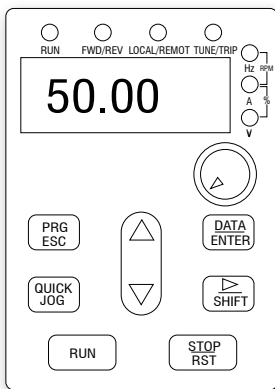 RUN FWD/REV LOCAL/REMOT TUNE/TRIP
50.00
Hz RPM
A %
V
PRG
ESC
DATA
ENTER
QUICK
JOG
SHIFT
RUN
STOP
RST